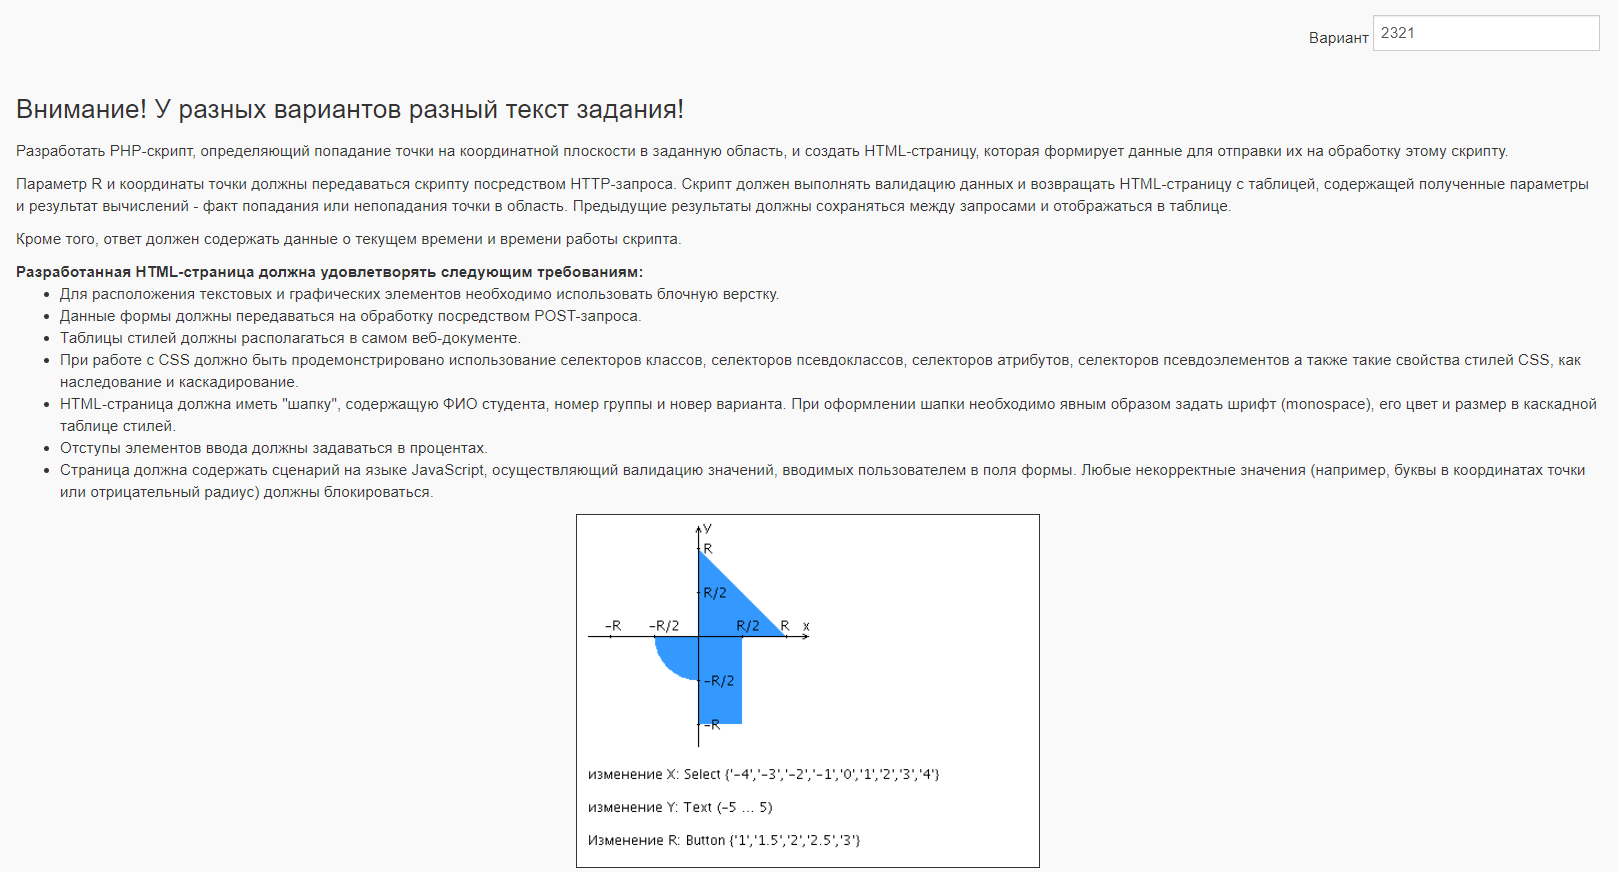 Вариант 2321
Внимание! У разных вариантов разный текст задания!
Разработать PHP-скрипт, определяющий попадание точки на координатной плоскости в заданную область, и создать HTML-страницу, которая формирует данные для отправки их на обработку этому скрипту.
Параметр R и координаты точки должны передаваться скрипту посредством HTTP-запроса. Скрипт должен выполнять валидацию данных и возвращать HTML-страницу с таблицей, содержащей полученные параметры
и результат вычислений - факт попадания или непопадания точки в область. Предыдущие результаты должны сохраняться между запросами и отображаться в таблице.
Кроме того, ответ должен содержать данные о текущем времени и времени работы скрипта.
Разработанная HTML-страница должна удовлетворять следующим требованиям:
• Для расположения текстовых и графических элементов необходимо использовать блочную верстку.
• Данные формы должны передаваться на обработку посредством POST-запроса.
• Таблицы стилей должны располагаться в самом веб-документе.
• При работе с CSS должно быть продемонстрировано использование селекторов классов, селекторов псевдоклассов, селекторов атрибутов, селекторов псевдоэлементов а также такие свойства стилей CSS, как
наследование и каскадирование.
• HTML-страница должна иметь "шапку", содержащую ФИО студента, номер группы и новер варианта. При оформлении шапки необходимо явным образом задать шрифт (monospace), его цвет и размер в каскадной
таблице стилей.
• Отступы элементов ввода должны задаваться в процентах.
• Страница должна содержать сценарий на языке JavaScript, осуществляющий валидацию значений, вводимых пользователем в поля формы. Любые некорректные значения (например, буквы в координатах точки
или отрицательный радиус) должны блокироваться.
Y
R
R/2
-R -R/2 R/2 R x
-R/2
-R
изменение X: Select {'-4','-3','-2','-1','0','1','2','3','4'}
изменение Y: Text (-5 ... 5)
Изменение R: Button {'1','1.5','2','2.5','3'}